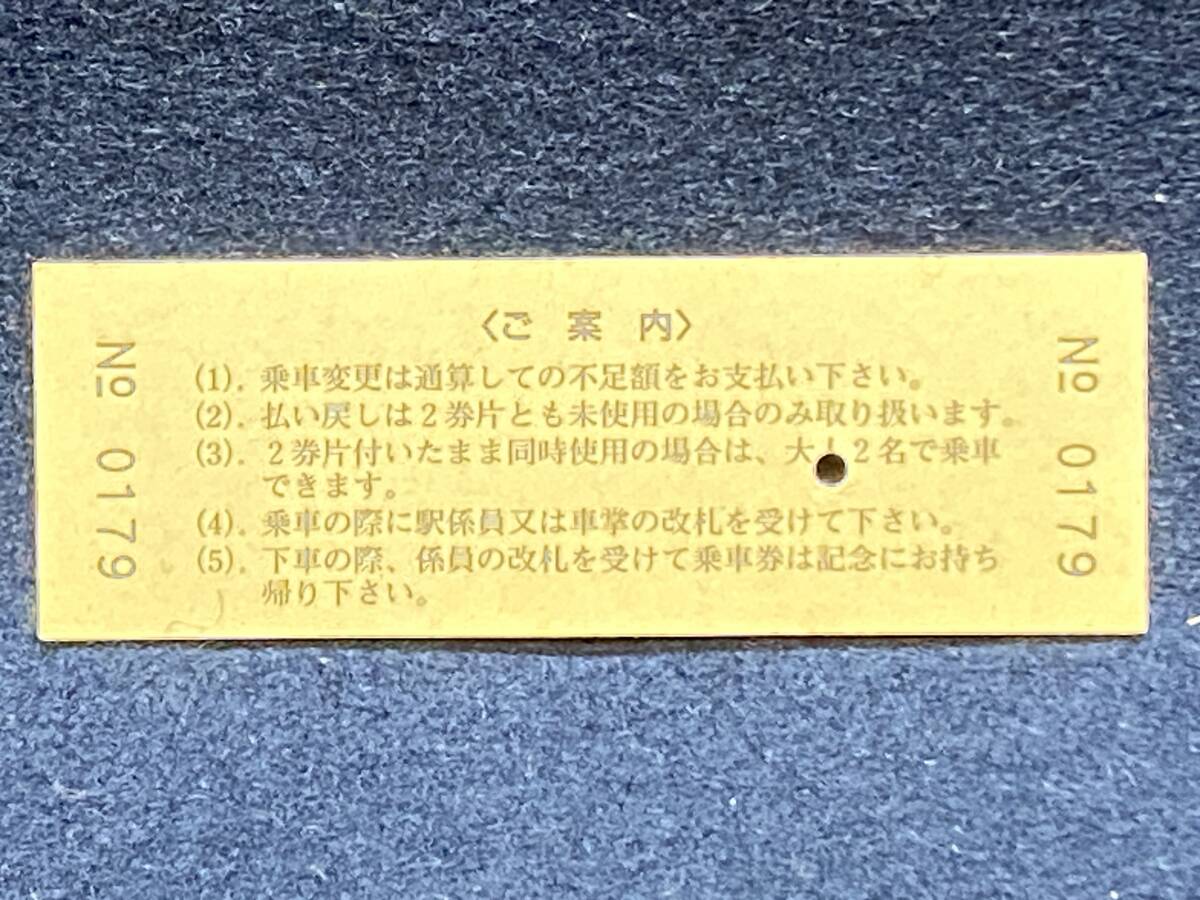 〈ご 案 内〉
(1). 乗車変更は通算しての不足額をお支払い下さい。
(2). 払い戻しは2券片とも未使用の場合のみ取り扱います。
(3). 2券片付いたまま同時使用の場合は、大人2名で乗車
できます。
(4). 乗車の際に駅係員又は車掌の改札を受けて下さい。
(5). 下車の際、係員の改札を受けて乗車券は記念にお持ち
帰り下さい。
№ 0179
№ 0179